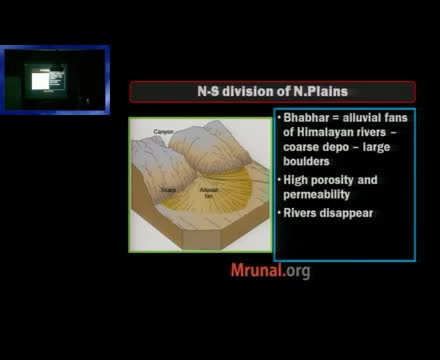 N-S division of N.Plains
Canyon
Scarp
Alluvial
fan
• Bhabhar = alluvial fans
of Himalayan rivers –
coarse depo – large
boulders
• High porosity and
permeability
• Rivers disappear
Mrunal.org